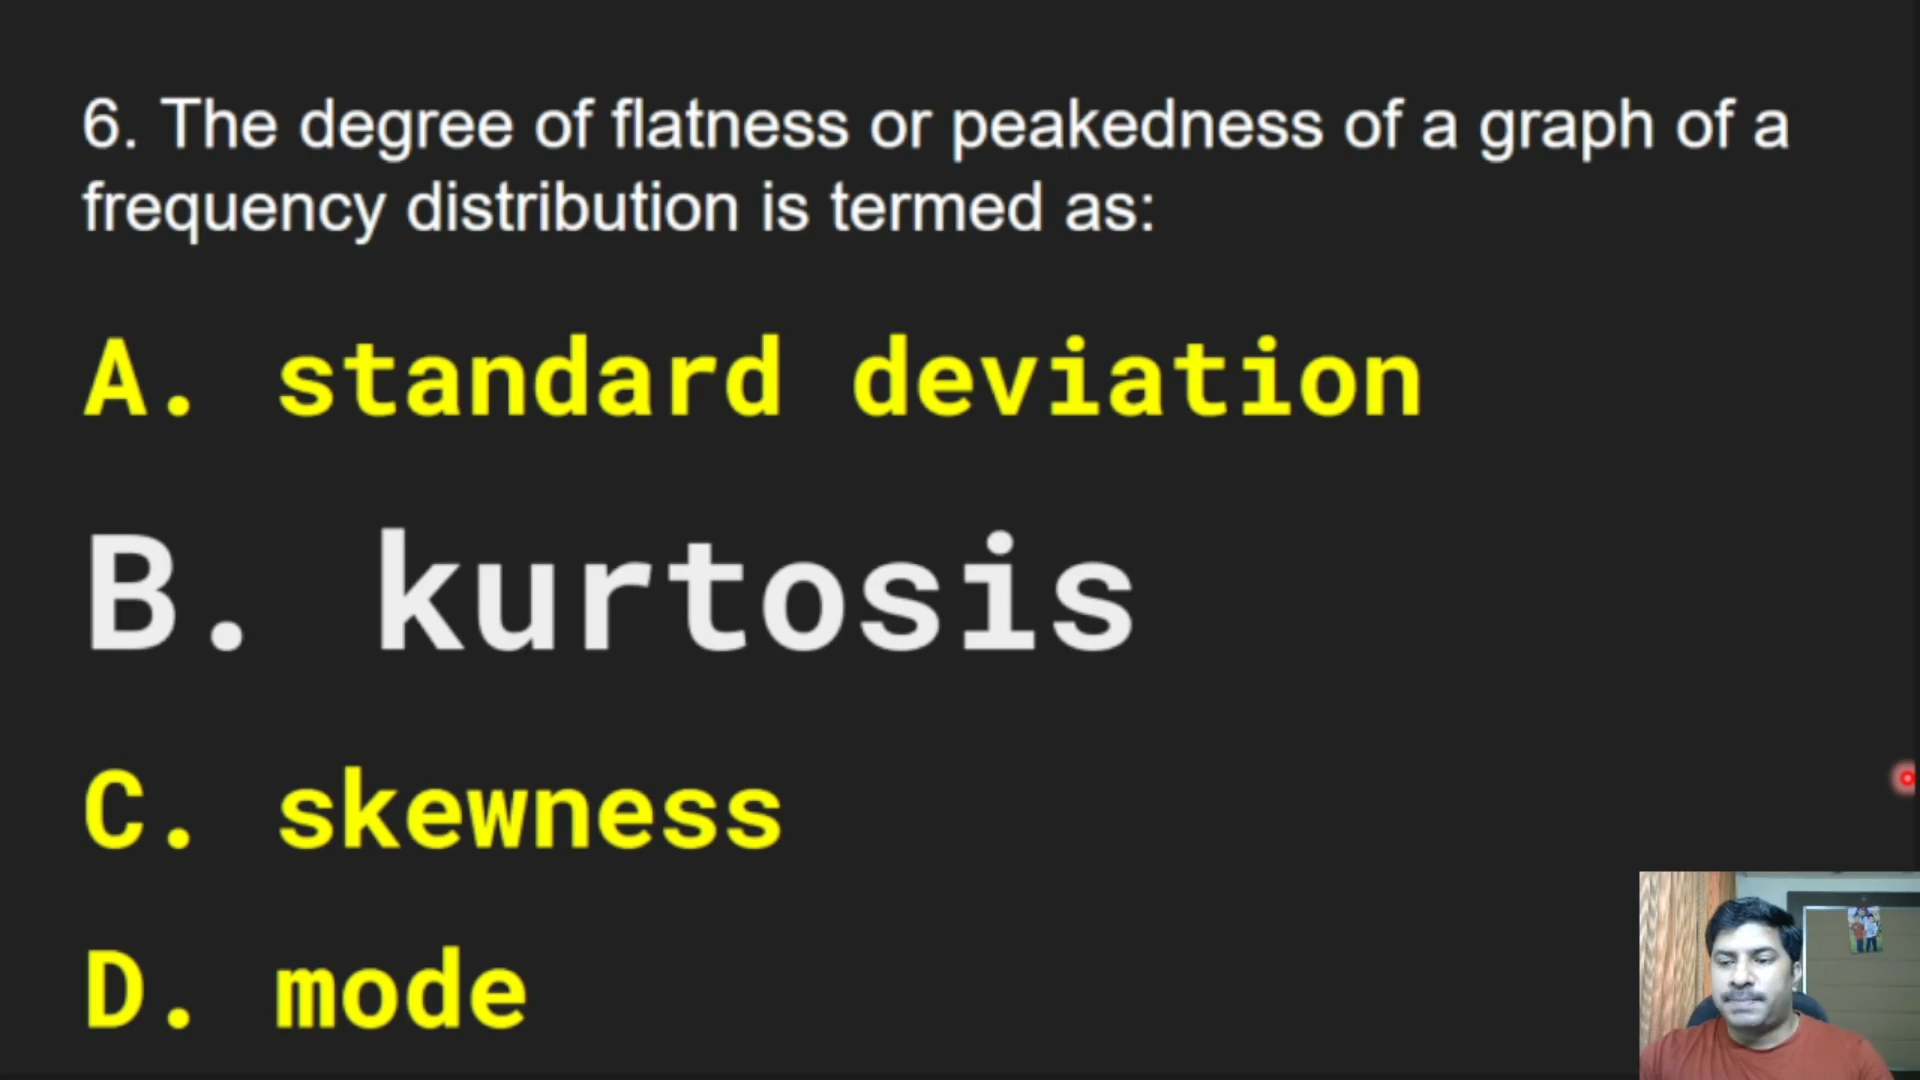 6. The degree of flatness or peakedness of a graph of a
frequency distribution is termed as:
A. standard deviation
B. kurtosis
C. skewness
D. mode